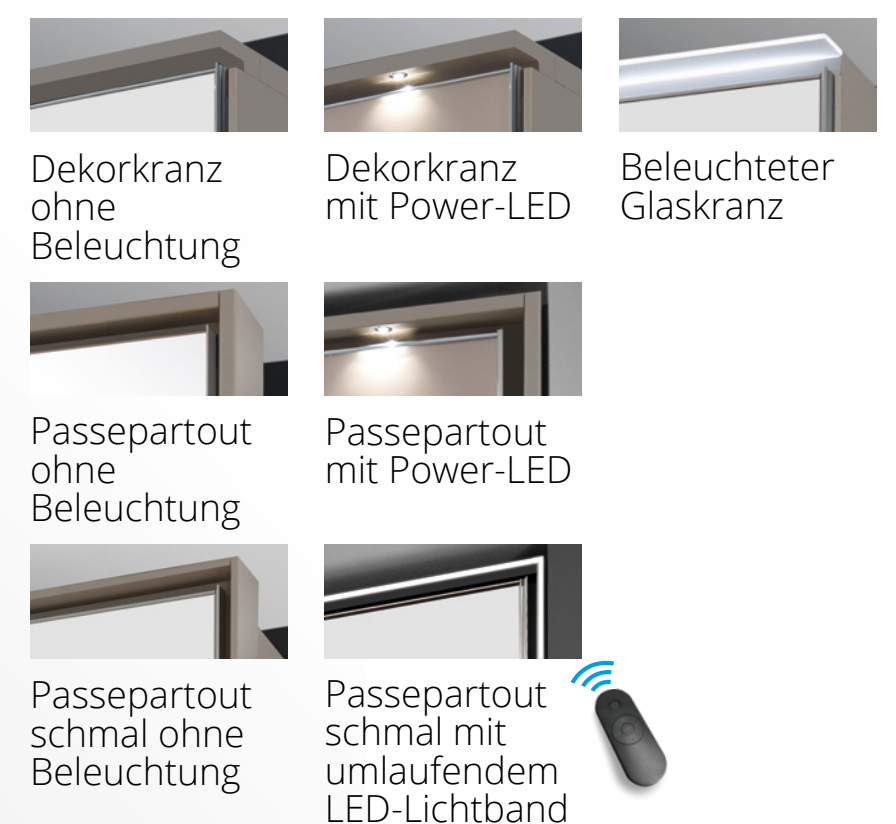 Dekorkranz
ohne
Beleuchtung
Dekorkranz
mit Power-LED
Beleuchteter
Glaskranz
Passepartout
ohne
Beleuchtung
Passepartout
mit Power-LED
Passepartout
schmal ohne
Beleuchtung
Passepartout
schmal mit
umlaufendem
LED-Lichtband